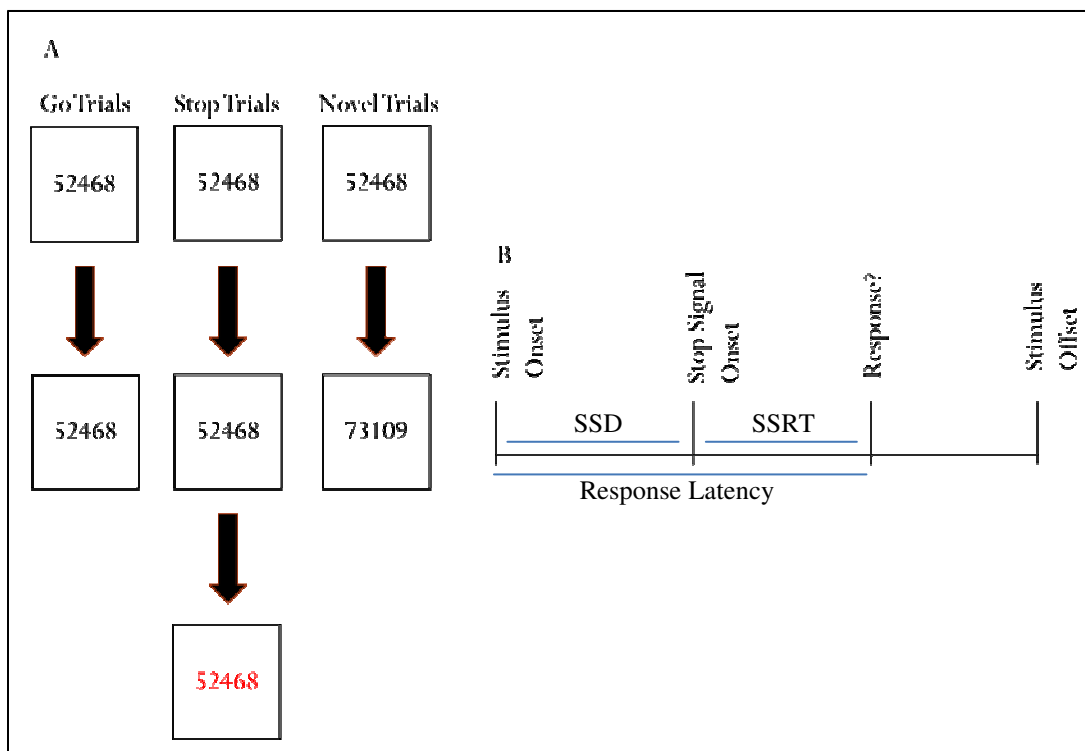 A
Go Trials
Stop Trials
Novel Trials
52468
52468
52468
52468
52468
73109
52468
B
Stimulus
Onset
Stop Signal
Onset
Response?
Stimulus
Offset
SSD
SSRT
Response Latency